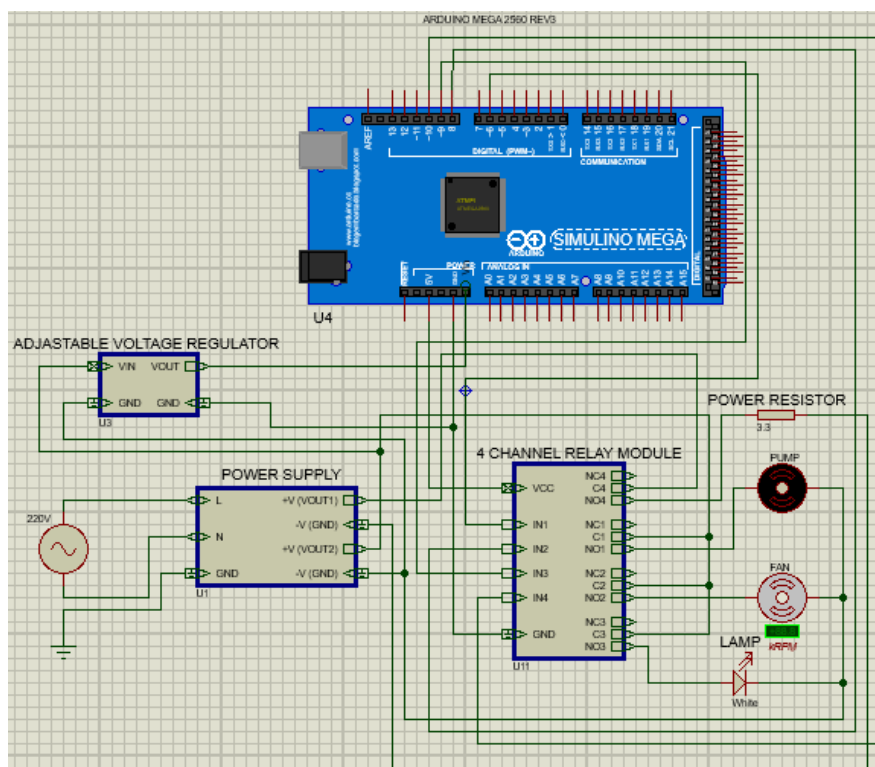 ARDUINO MEGA 2560 REV3
AREF
13
12
~11
~10
~9
8
7
~6
~5
4
~3
2
TX0 > 1
RX0 < 0
TX3 14
RX3 15
TX2 16
RX2 17
TX1 18
RX1 19
SDA 20
SCL 21
DIGITAL (PWM~)
COMMUNICATION
www.arduino.cc
ARDUINO
SIMULINO MEGA
DIGITAL
RESET
5V
POWER
GND
ANALOG IN
A0
A1
A2
A3
A4
A5
A6
A7
A8
A9
A10
A11
A12
A13
A14
A15
U4
ADJASTABLE VOLTAGE REGULATOR
VIN VOUT
GND GND
U3
POWER SUPPLY
220V
L +V (VOUT1)
-V (GND)
N +V (VOUT2)
GND -V (GND)
U1
4 CHANNEL RELAY MODULE
NC4
VCC C4
NO4
NC1
IN1 C1
IN2 NO1
NC2
IN3 C2
IN4 NO2
NC3
GND C3
NO3
U11
POWER RESISTOR
3.3
PUMP
FAN
kRPM
LAMP
White